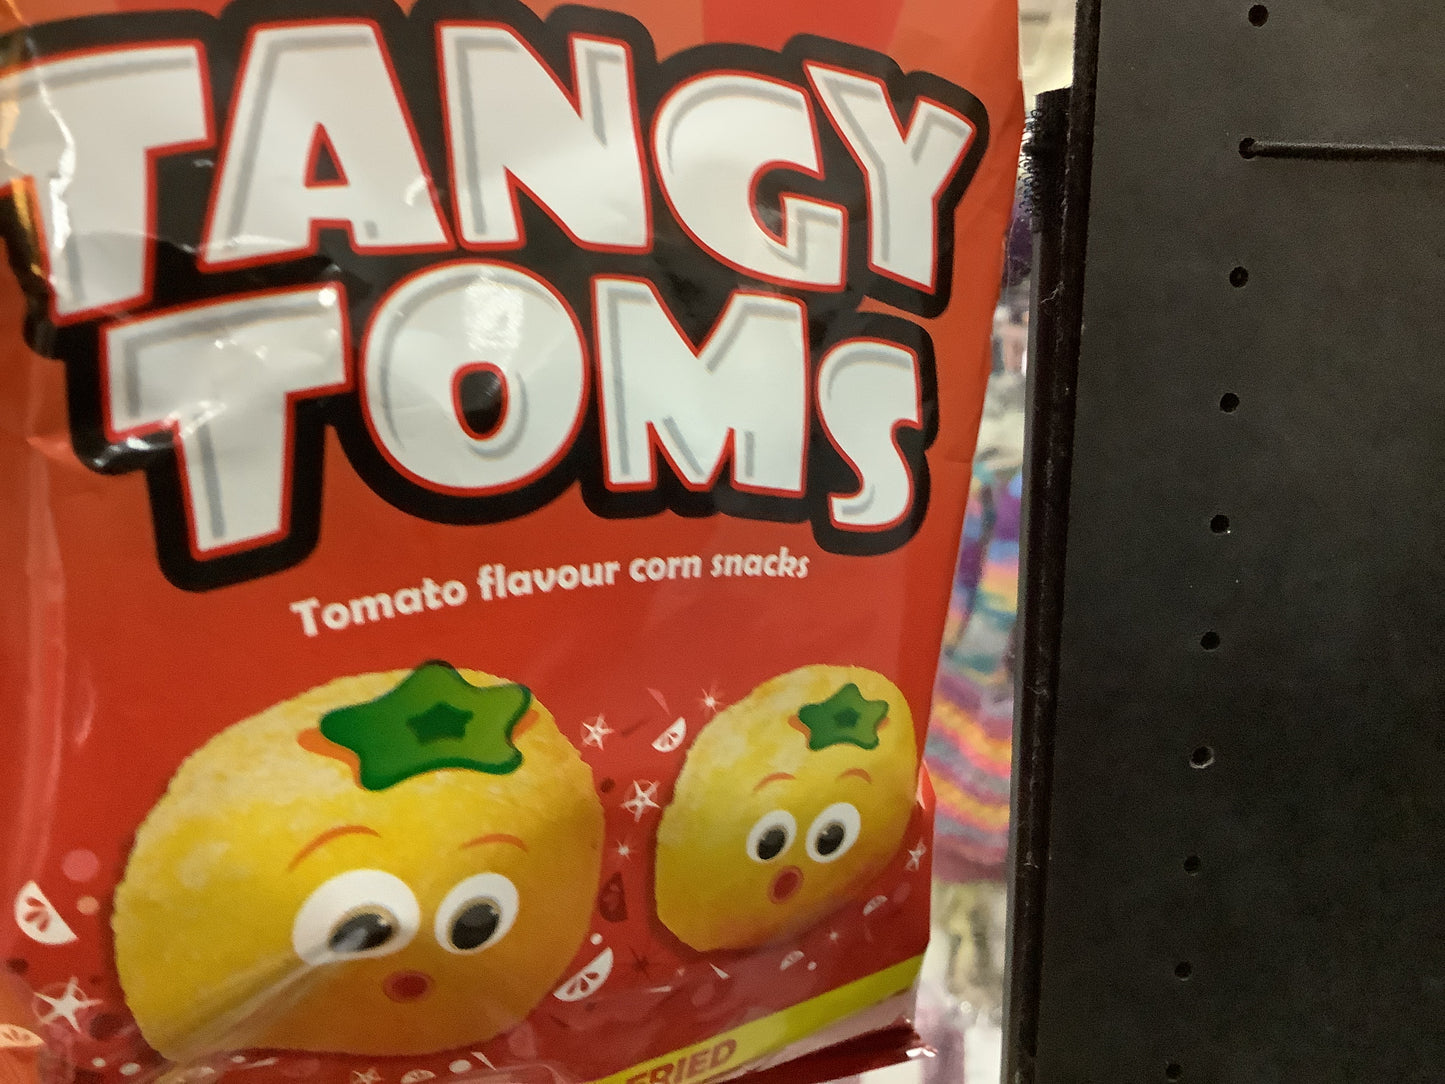 TANGY
TOMS
Tomato flavour corn snacks
FRIED